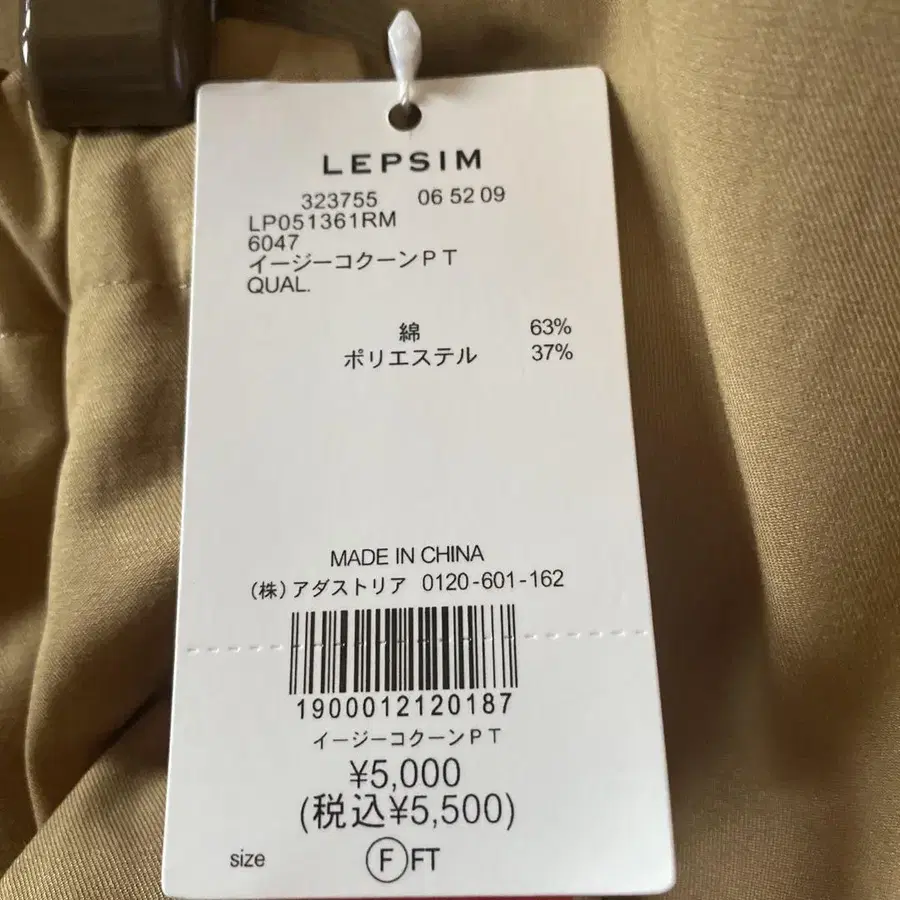 LEPSIM
323755 06 52 09
LP051361RM
6047
イージーコクーンPT
QUAL.
綿 63%
ポリエステル 37%
MADE IN CHINA
(株)アダストリア 0120-601-162
1900012120187
イージーコクーンPT
¥5,000
(税込¥5,500)
size Ⓕ FT